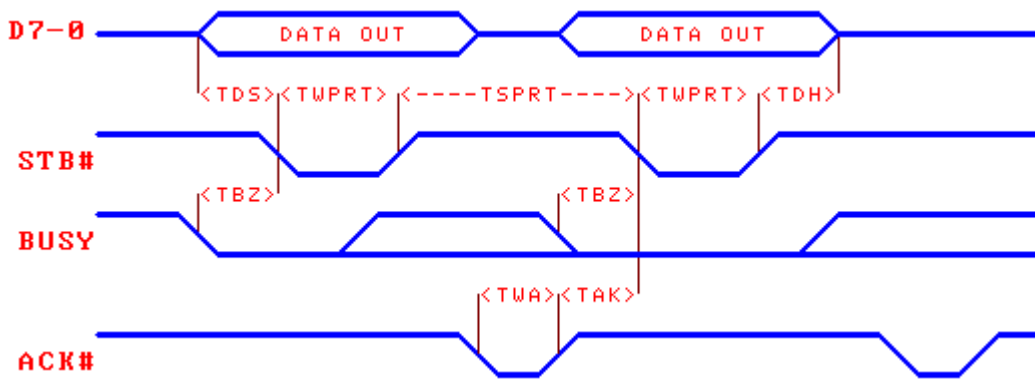 D7-0 DATA OUT DATA OUT
<TDS><TWPRT><----TSPRT----><TWPRT><TDH>
STB#
<TBZ> <TBZ>
BUSY
<TWA><TAK>
ACK#